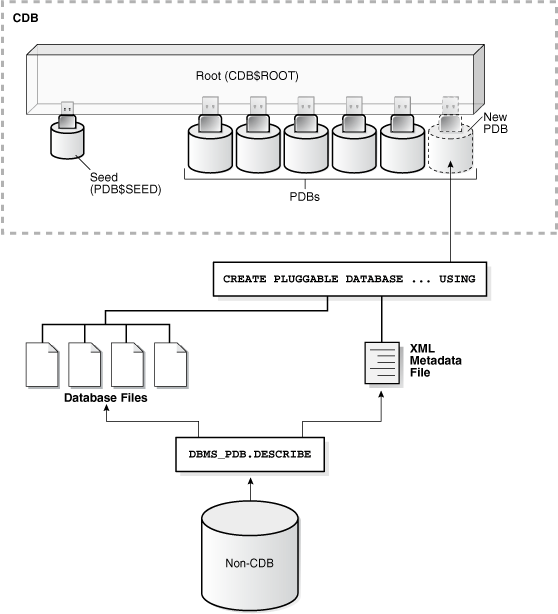 CDB
Root (CDB$ROOT)
New
PDB
Seed
(PDB$SEED)
PDBs
CREATE PLUGGABLE DATABASE ... USING
XML
Metadata
File
Database Files
DBMS_PDB.DESCRIBE
Non-CDB